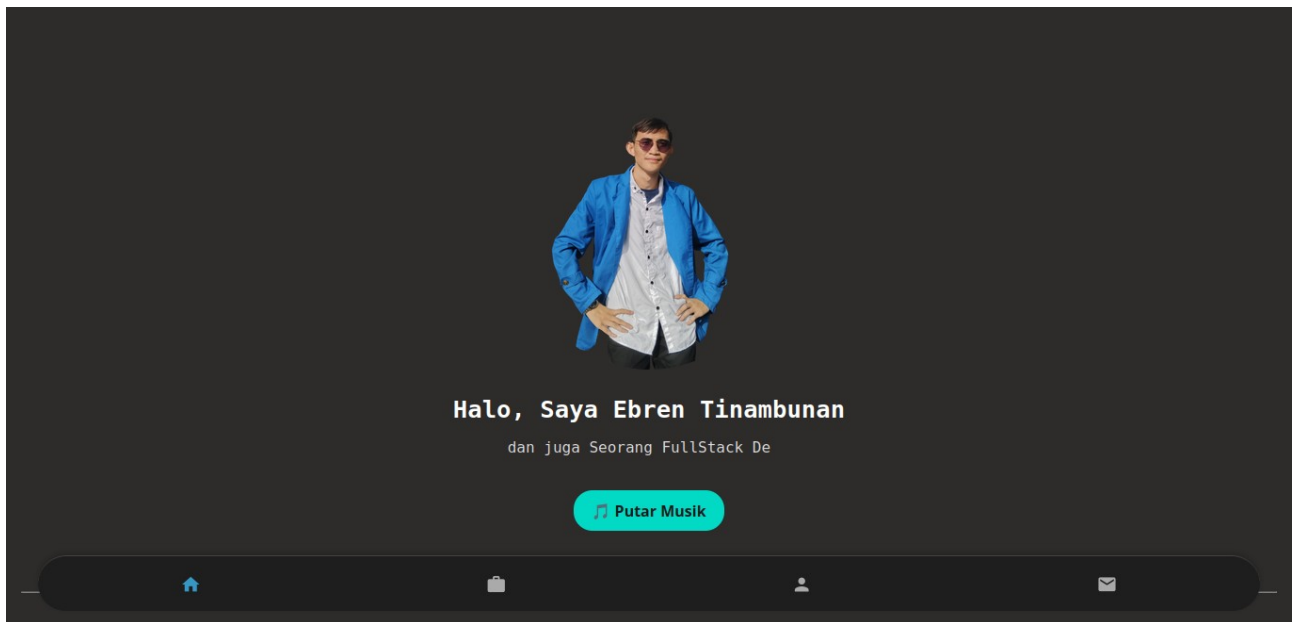 Halo, Saya Ebren Tinambunan
dan juga Seorang FullStack De
🎵 Putar Musik